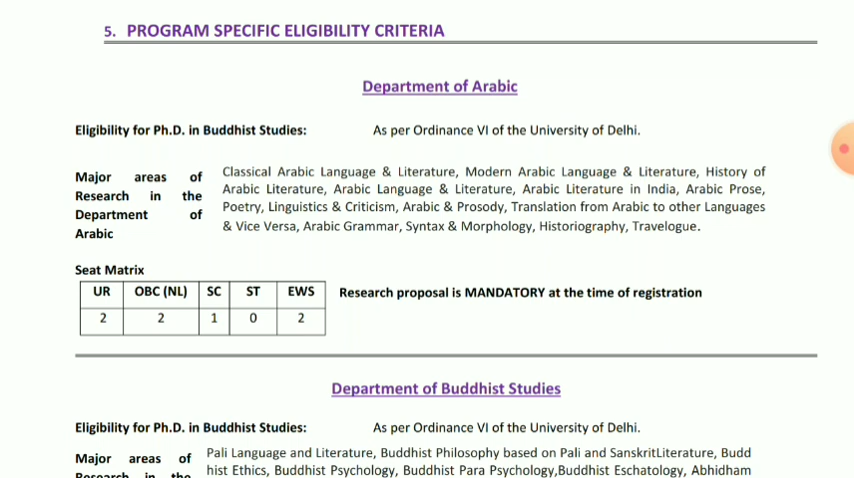 5. PROGRAM SPECIFIC ELIGIBILITY CRITERIA
Department of Arabic
Eligibility for Ph.D. in Buddhist Studies: As per Ordinance VI of the University of Delhi.
Major areas of
Research in the
Department of
Arabic
Classical Arabic Language & Literature, Modern Arabic Language & Literature, History of
Arabic Literature, Arabic Language & Literature, Arabic Literature in India, Arabic Prose,
Poetry, Linguistics & Criticism, Arabic & Prosody, Translation from Arabic to other Languages
& Vice Versa, Arabic Grammar, Syntax & Morphology, Historiography, Travelogue.
Seat Matrix
UR OBC (NL) SC ST EWS
2 2 1 0 2
Research proposal is MANDATORY at the time of registration
Department of Buddhist Studies
Eligibility for Ph.D. in Buddhist Studies: As per Ordinance VI of the University of Delhi.
Major areas of
Research in the
Pali Language and Literature, Buddhist Philosophy based on Pali and SanskritLiterature, Budd
hist Ethics, Buddhist Psychology, Buddhist Para Psychology,Buddhist Eschatology, Abhidham